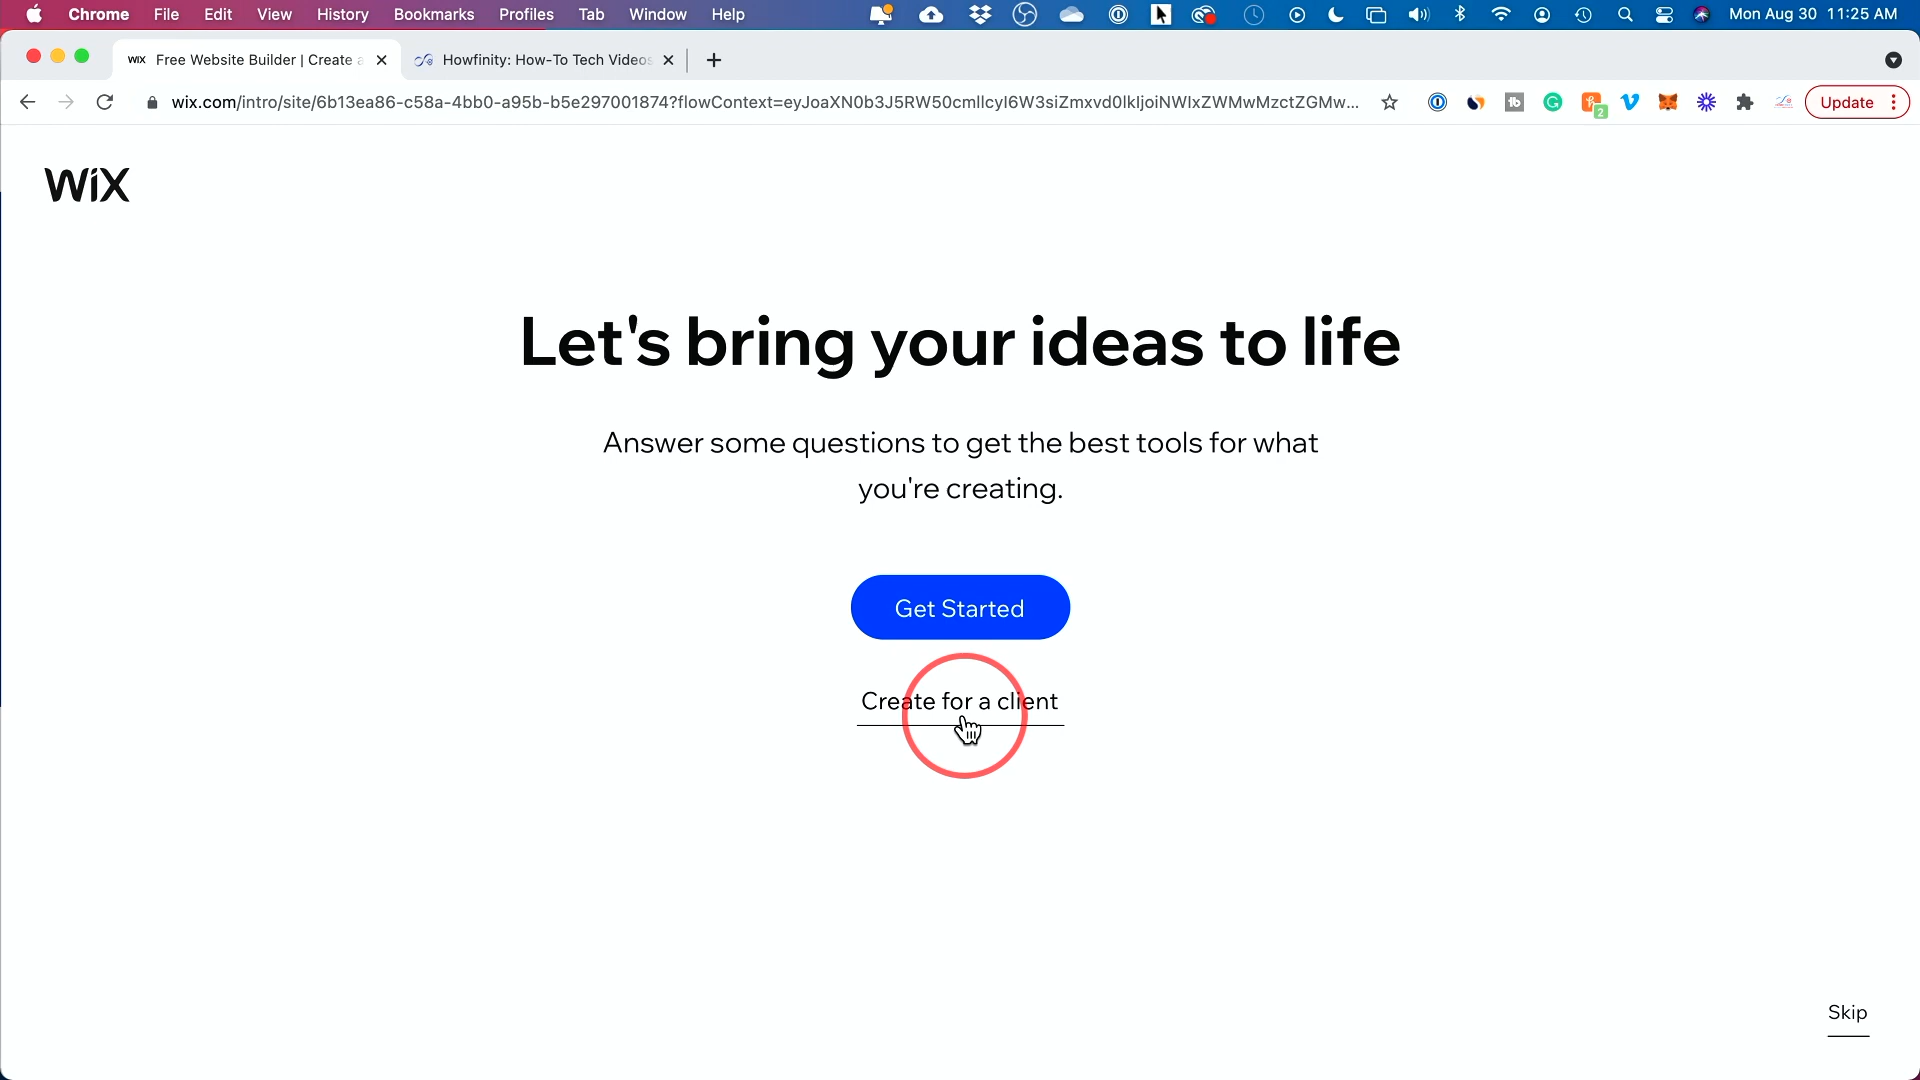 Chrome File Edit View History Bookmarks Profiles Tab Window Help Mon Aug 30 11:25 AM
WIX Free Website Builder | Create a Howfinity: How-To Tech Videos
wix.com/intro/site/6b13ea86-c58a-4bb0-a95b-b5e297001874?flowContext=eyJoaXN0b3J5RW50cmllcyI6W3siZmxvd0lkIjoiNWIxZWMwMzctZGMw... tb 2 Update
WiX
Let's bring your ideas to life
Answer some questions to get the best tools for what
you're creating.
Get Started
Create for a client
Skip